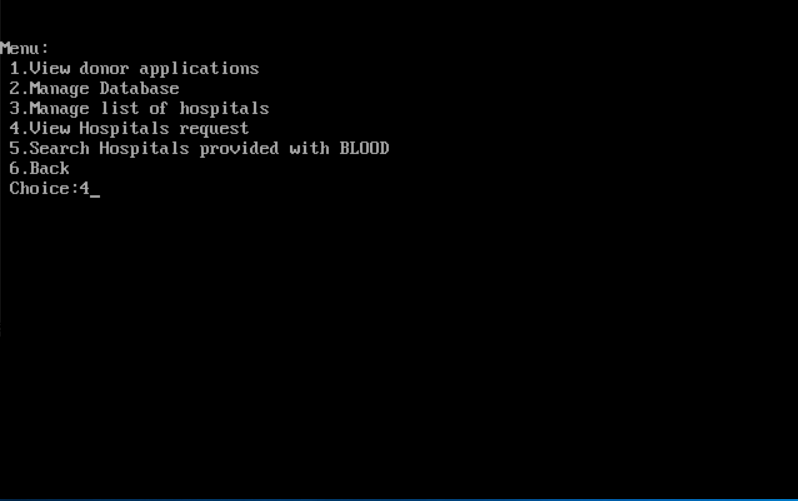 Menu:
1.View donor applications
2.Manage Database
3.Manage list of hospitals
4.View Hospitals request
5.Search Hospitals provided with BLOOD
6.Back
Choice:4_